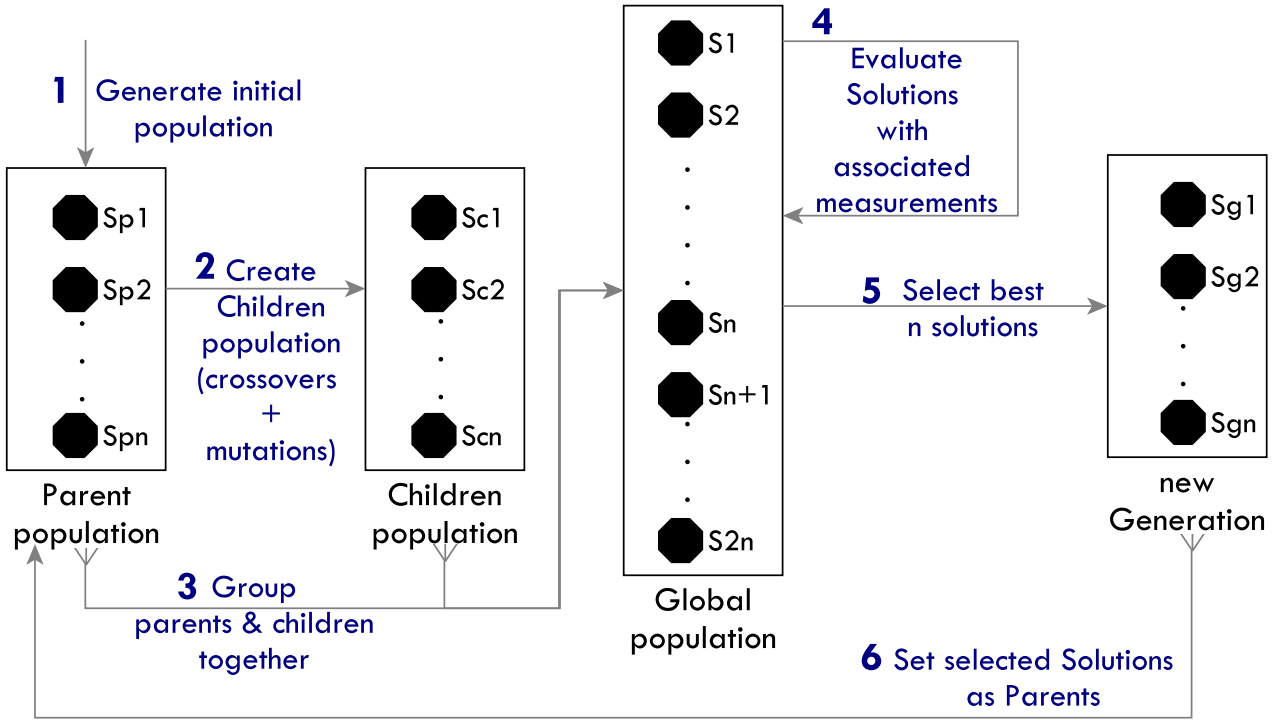 1 Generate initial
population
Sp1
Sp2
Spn
Parent
population
2 Create
Children
population
(crossovers
+
mutations)
Sc1
Sc2
Scn
Children
population
3 Group
parents & children
together
S1
S2
Sn
Sn+1
S2n
Global
population
4
Evaluate
Solutions
with
associated
measurements
5 Select best
n solutions
Sg1
Sg2
Sgn
new
Generation
6 Set selected Solutions
as Parents